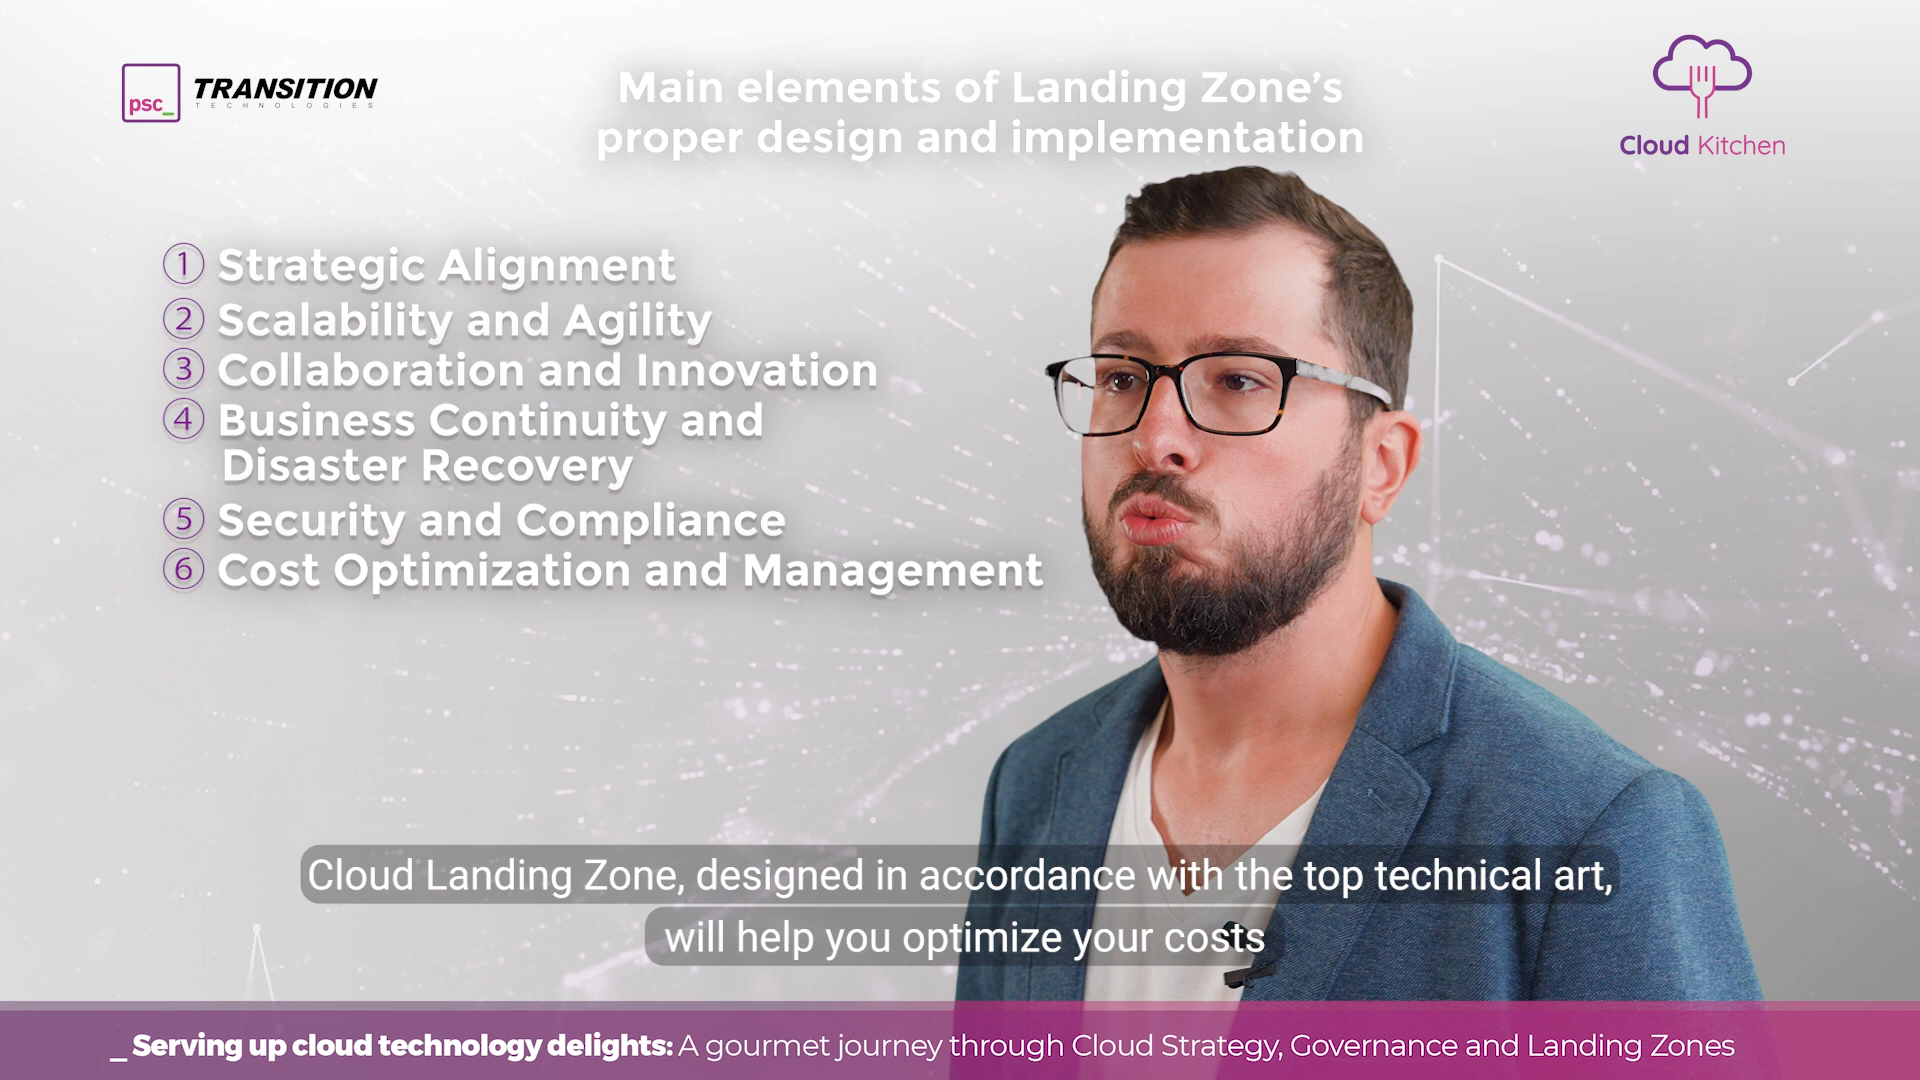 psc_ TRANSITION
TECHNOLOGIES
Main elements of Landing Zone’s
proper design and implementation
Cloud Kitchen
1 Strategic Alignment
2 Scalability and Agility
3 Collaboration and Innovation
4 Business Continuity and
Disaster Recovery
5 Security and Compliance
6 Cost Optimization and Management
Cloud Landing Zone, designed in accordance with the top technical art,
will help you optimize your costs
_ Serving up cloud technology delights: A gourmet journey through Cloud Strategy, Governance and Landing Zones